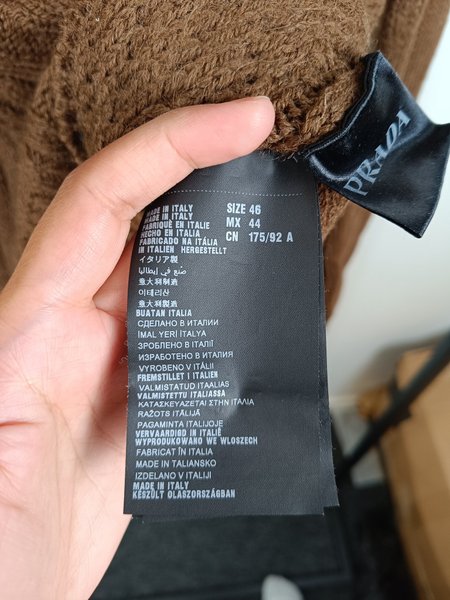 PRADA
MADE IN ITALY
MADE IN ITALY
FABRIQUÉ EN ITALIE
HECHO EN ITALIA
FABRICADO NA ITÁLIA
IN ITALIEN HERGESTELLT
イタリア製
صنع في إيطاليا
意大利制造
이태리산
意大利製造
BUATAN ITALIA
СДЕЛАНО В ИТАЛИИ
İMAL YERİ İTALYA
ЗРОБЛЕНО В ІТАЛІЇ
ИЗРАБОТЕНО В ИТАЛИЯ
VYROBENO V ITÁLII
FREMSTILLET I ITALIEN
VALMISTATUD ITAALIAS
VALMISTETTU ITALIASSA
ΚΑΤΑΣΚΕΥΑΖΕΤΑΙ ΣΤΗΝ ΙΤΑΛΙΑ
RAŽOTS ITĀLIJĀ
PAGAMINTA ITALIJOJE
VERVAARDIGD IN ITALIË
WYPRODUKOWANO WE WŁOSZECH
FABRICAT ÎN ITALIA
MADE IN TALIANSKO
IZDELANO V ITALIJI
MADE IN ITALY
KÉSZÜLT OLASZORSZÁGBAN
SIZE 46
MX 44
CN 175/92 A